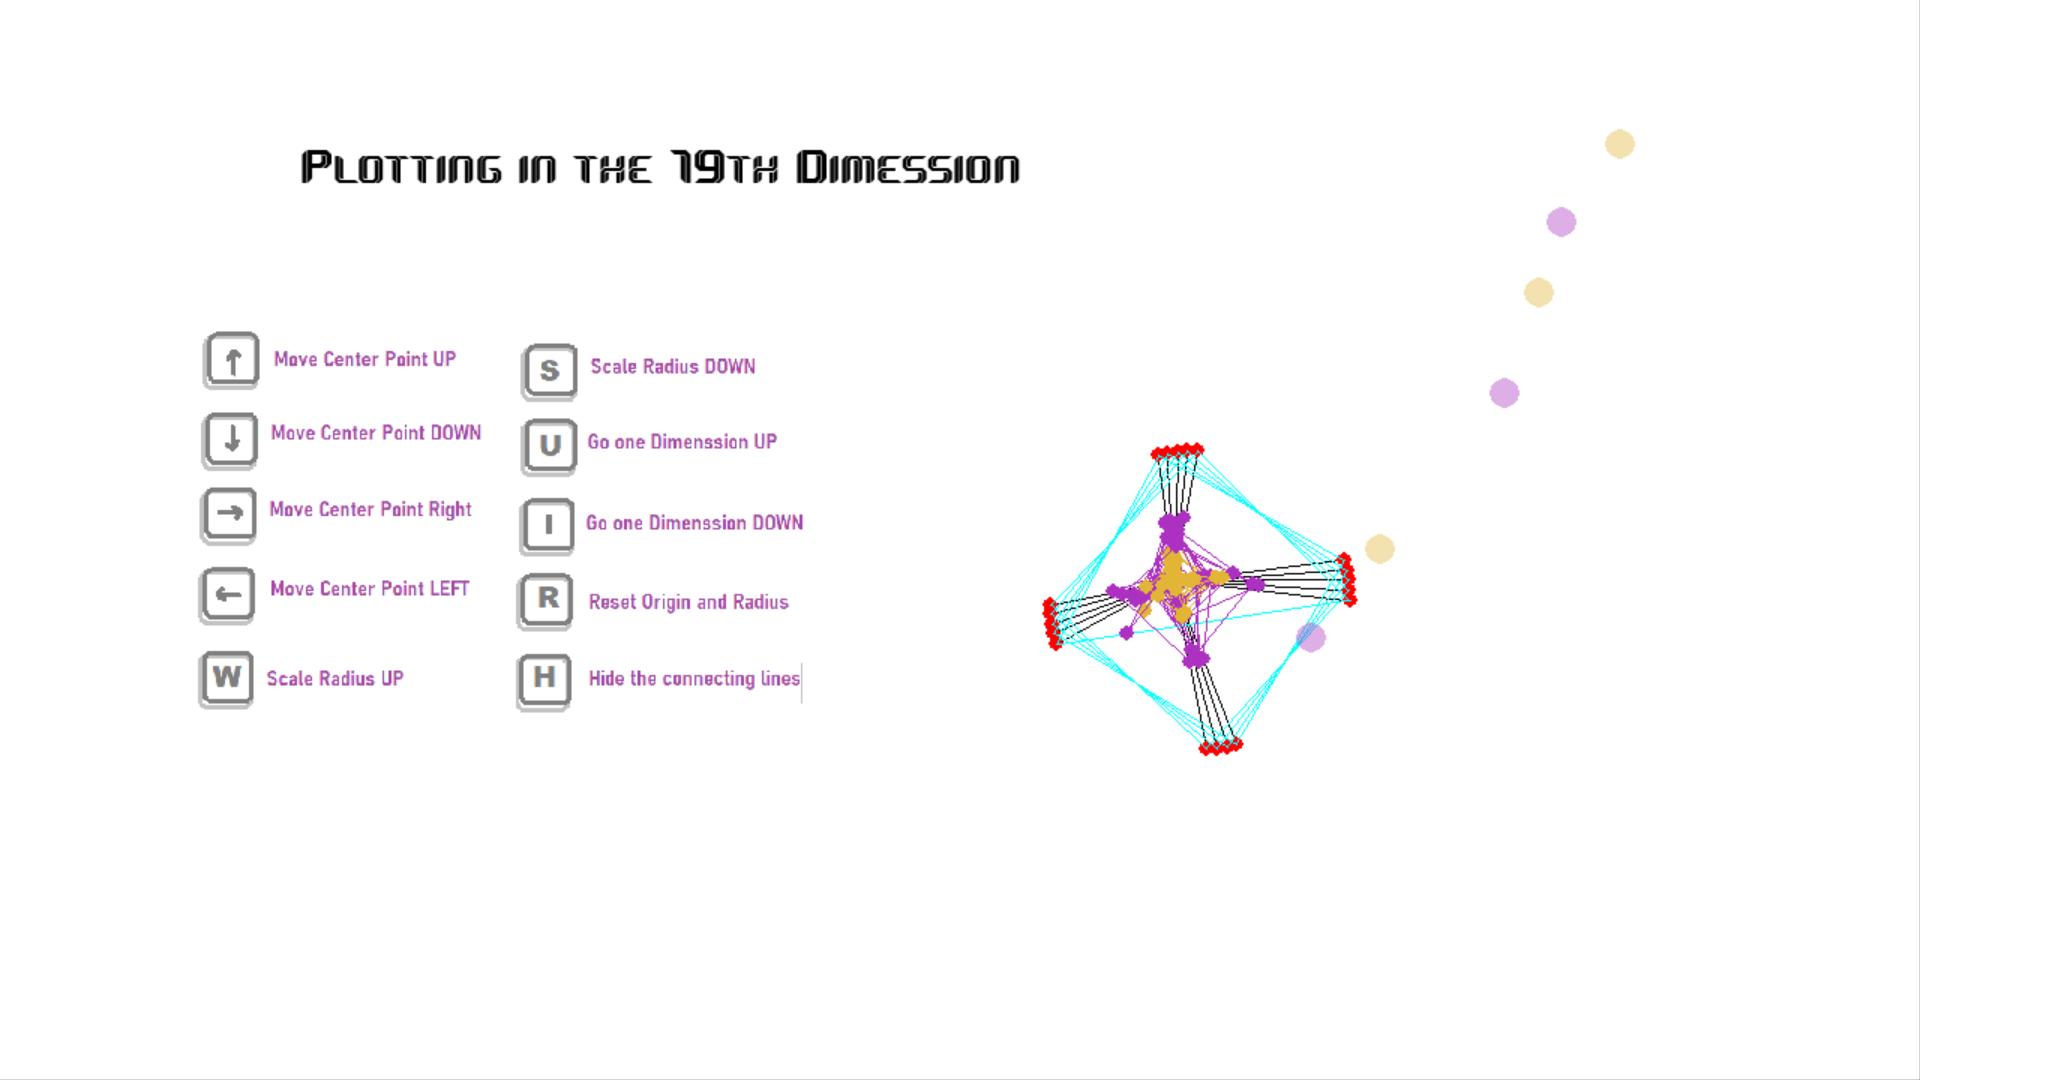 Plotting in the 19th Dimession
↑ Move Center Point UP
↓ Move Center Point DOWN
→ Move Center Point Right
← Move Center Point LEFT
W Scale Radius UP
S Scale Radius DOWN
U Go one Dimenssion UP
I Go one Dimenssion DOWN
R Reset Origin and Radius
H Hide the connecting lines